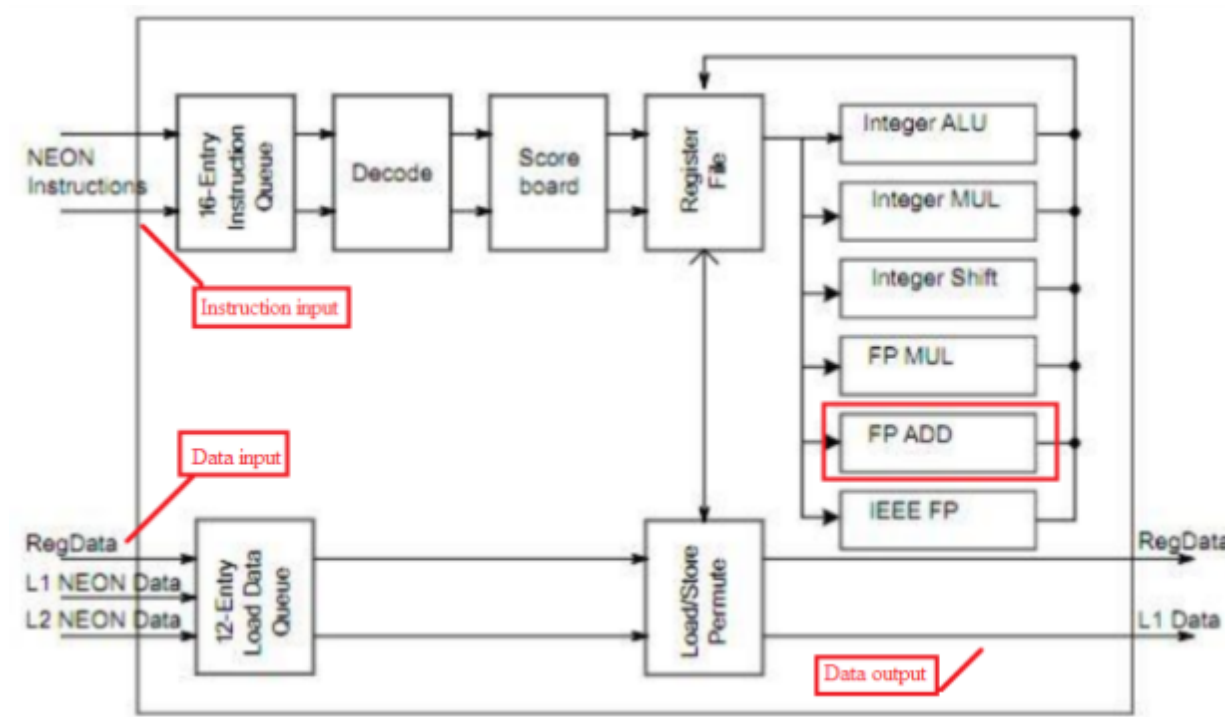 NEON
Instructions
16-Entry
Instruction
Queue
Decode
Score
board
Register
File
Integer ALU
Integer MUL
Integer Shift
FP MUL
FP ADD
IEEE FP
Instruction input
Data input
RegData
L1 NEON Data
L2 NEON Data
12-Entry
Load Data
Queue
Load/Store
Permute
RegData
L1 Data
Data output